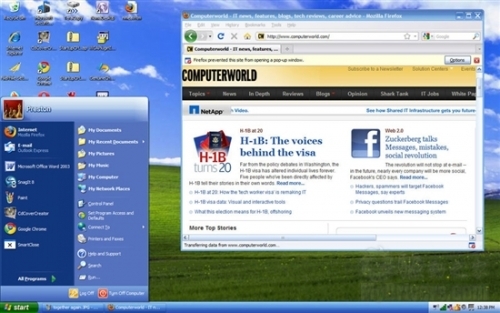 Computerworld - IT news, features, blogs, tech reviews, career advice - Mozilla Firefox
http://www.computerworld.com/
Google
Computerworld - IT news, features, ...
Firefox prevented this site from opening a pop-up window.
Options
Subscribe to a Newsletter
Solution Centers
COMPUTERWORLD
Topics
News
In Depth
Reviews
Blogs
Opinion
Shark Tank
IT Jobs
White Pap
NetApp
Video.
See how Shared IT Infrastructure gets you future
H-1B
turns 20
H-1B at 20
H-1B: The voices
behind the visa
From the policy debates in Washington, the
H-1B visa has altered individual lives forever.
Five people who've been directly affected by
H-1B tell their stories in their own words. Read more...
H-1B at 20: How the tech worker visa is remaking IT
H-1B visa data: Visual and interactive tools
What this election means for H-1B, offshoring
Web 2.0
Zuckerberg talks
Messages, mistakes,
social revolution
The revolution will not stop at e-mail --
in the future, nearly every company will be more social,
Facebook's CEO says. Read more...
Hackers, spammers will target Facebook
Messages, say experts
Privacy questions trail Facebook Messages
Facebook unveils new messaging system
More Top Stories
Transferring data from www.computerworld.com...
Preston
Internet
Mozilla Firefox
E-mail
Outlook Express
Microsoft Office Word 2003
SnagIt 8
Paint
CdCoverCreator
Google Chrome
SmartClose
All Programs
My Documents
My Recent Documents
My Pictures
My Music
My Computer
My Network Places
Control Panel
Set Program Access and
Defaults
Connect To
Printers and Faxes
Help and Support
Search
Run...
Log Off
Turn Off Computer
start
Computerworld - IT n...
12:38 PM